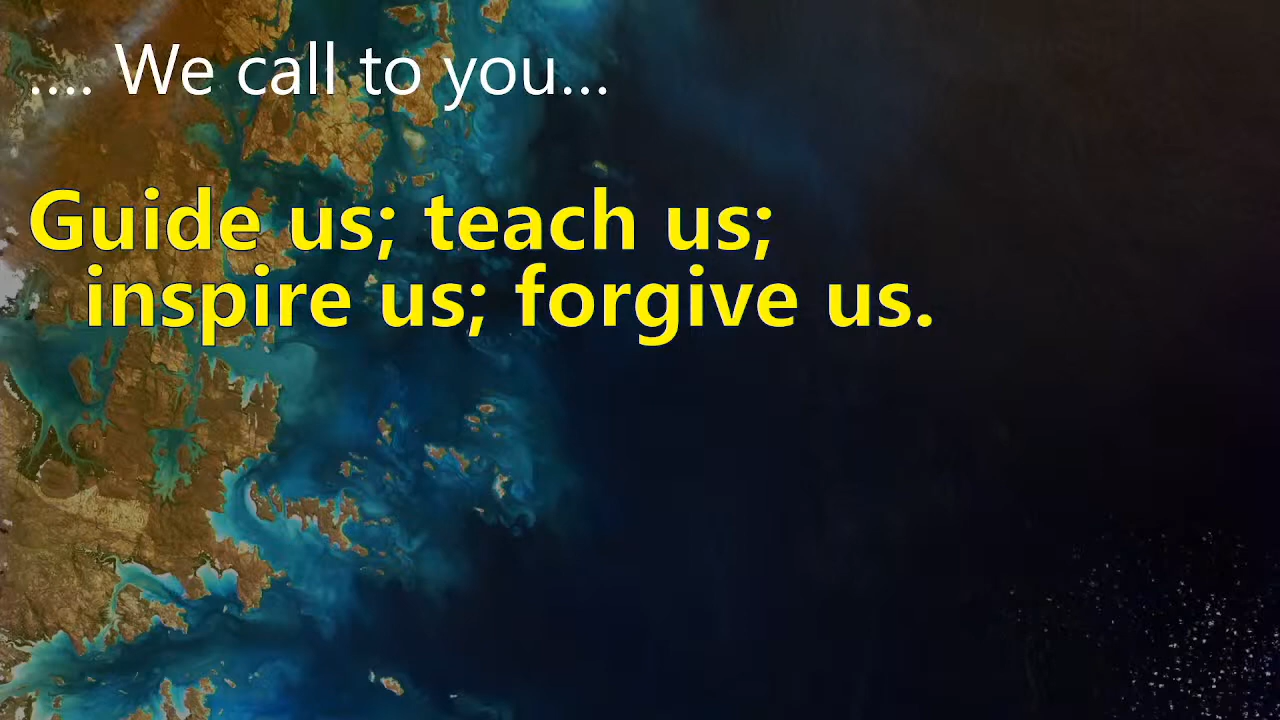 .... We call to you...
Guide us; teach us;
inspire us; forgive us.